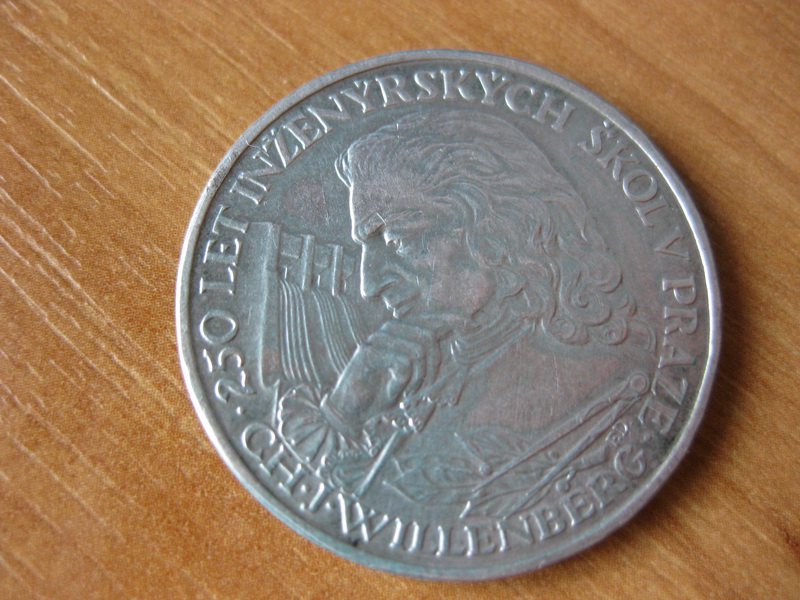 · 250 LET INŽENÝRSKÝCH ŠKOL V PRAZE ·
CH · J · WILLENBERG